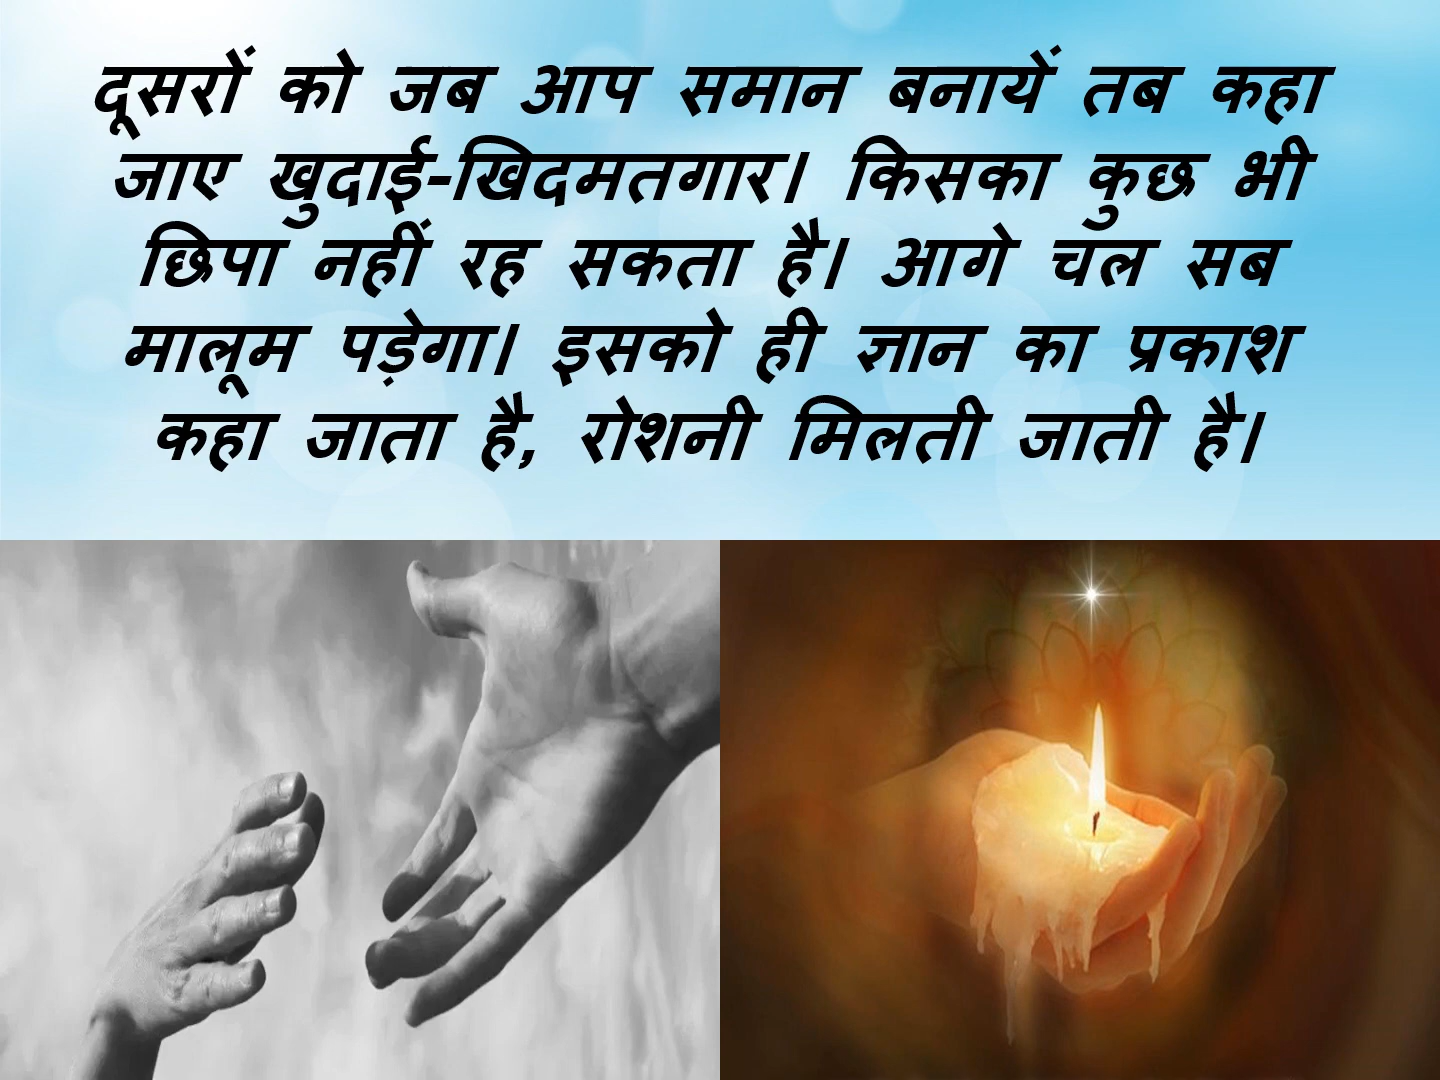 दूसरों को जब आप समान बनायें तब कहा
जाए खुदाई-खिदमतगार। किसका कुछ भी
छिपा नहीं रह सकता है। आगे चल सब
मालूम पड़ेगा। इसको ही ज्ञान का प्रकाश
कहा जाता है, रोशनी मिलती जाती है।